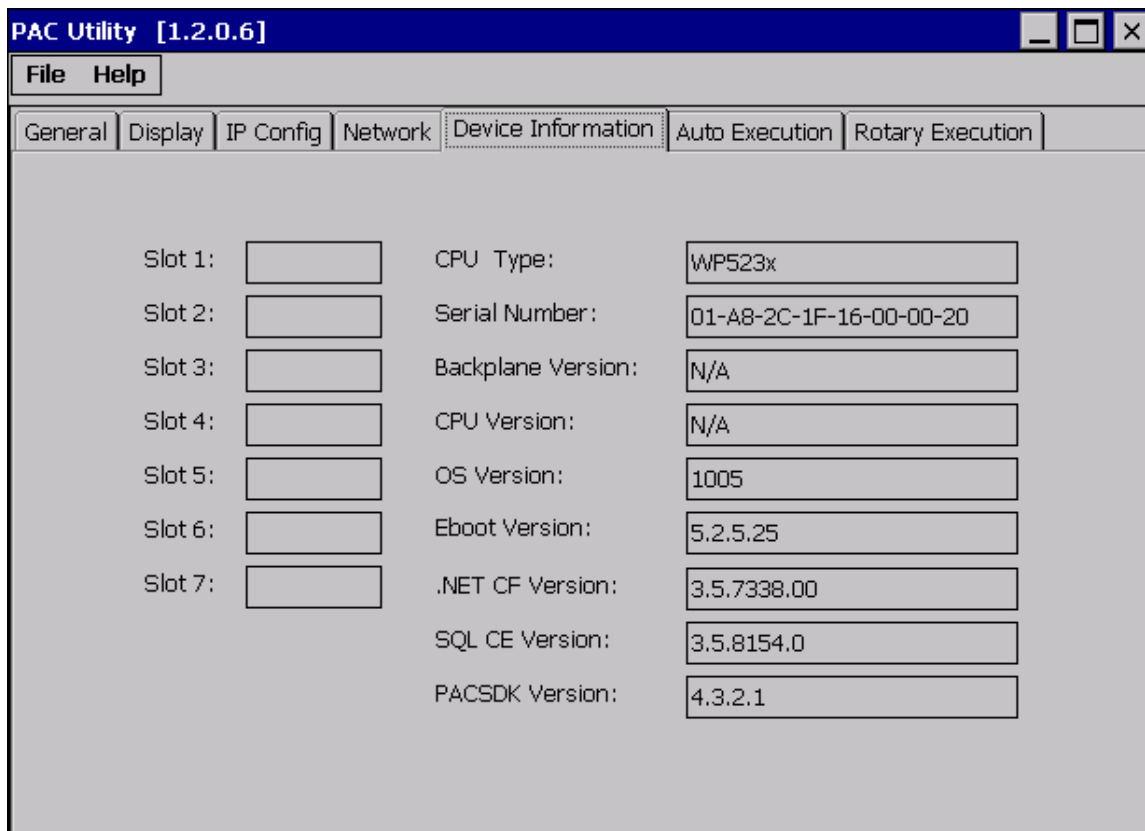 PAC Utility [1.2.0.6]
File Help
General Display IP Config Network Device Information Auto Execution Rotary Execution
Slot 1: CPU Type: WP523x
Slot 2: Serial Number: 01-A8-2C-1F-16-00-00-20
Slot 3: Backplane Version: N/A
Slot 4: CPU Version: N/A
Slot 5: OS Version: 1005
Slot 6: Eboot Version: 5.2.5.25
Slot 7: .NET CF Version: 3.5.7338.00
SQL CE Version: 3.5.8154.0
PACSDK Version: 4.3.2.1